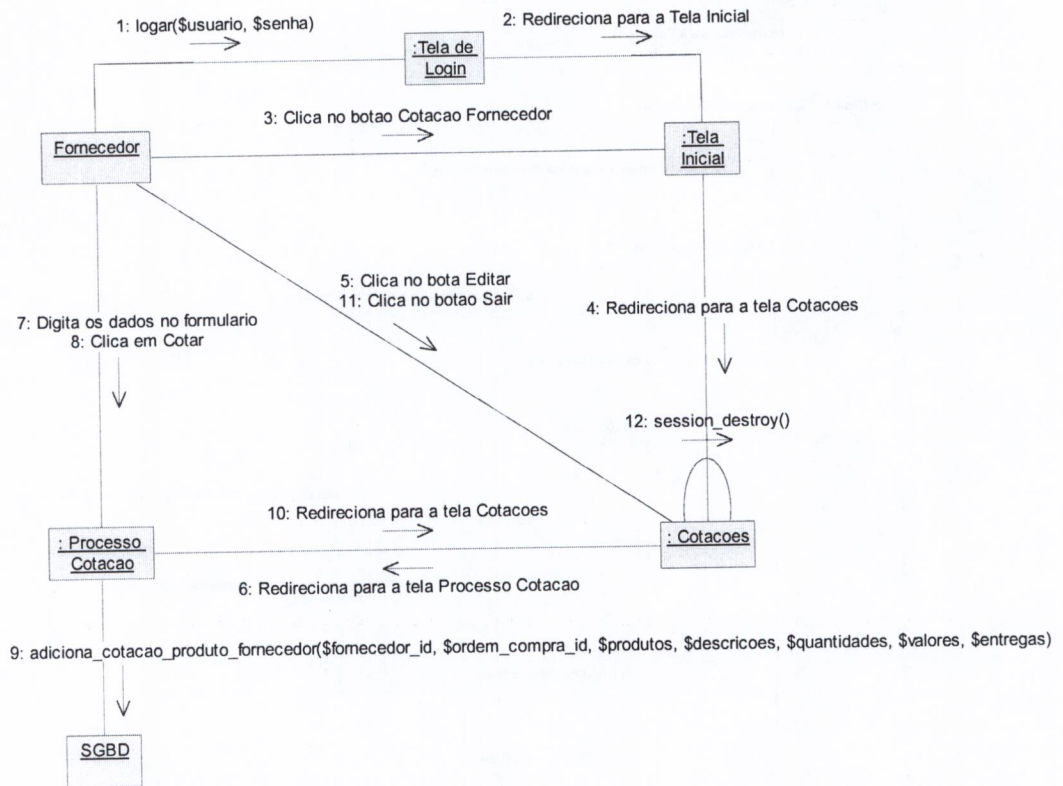 1: logar($usuario, $senha)
2: Redireciona para a Tela Inicial
:Tela de
Login
3: Clica no botao Cotacao Fornecedor
Fornecedor
:Tela
Inicial
5: Clica no bota Editar
11: Clica no botao Sair
4: Redireciona para a tela Cotacoes
7: Digita os dados no formulario
8: Clica em Cotar
12: session_destroy()
10: Redireciona para a tela Cotacoes
: Processo
Cotacao
: Cotacoes
6: Redireciona para a tela Processo Cotacao
9: adiciona_cotacao_produto_fornecedor($fornecedor_id, $ordem_compra_id, $produtos, $descricoes, $quantidades, $valores, $entregas)
SGBD